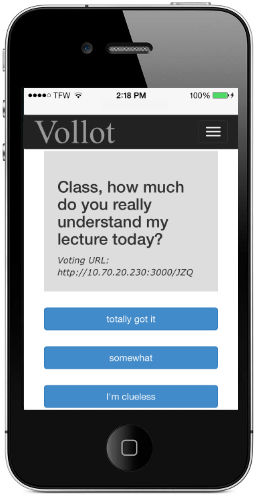 TFW 2:18 PM 100%
Vollot
Class, how much
do you really
understand my
lecture today?
Voting URL:
http://10.70.20.230:3000/JZQ
totally got it
somewhat
I'm clueless